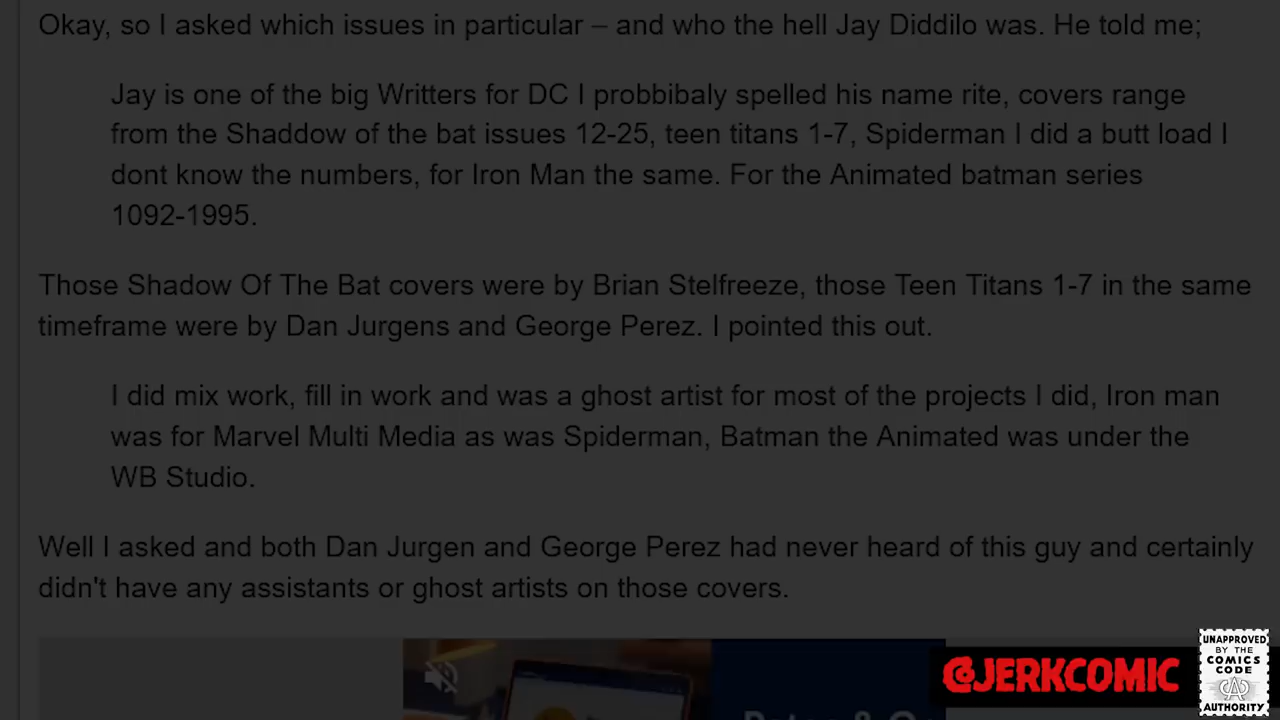 Okay, so I asked which issues in particular – and who the hell Jay Diddilo was. He told me;
Jay is one of the big Writters for DC I probbibaly spelled his name rite, covers range
from the Shaddow of the bat issues 12-25, teen titans 1-7, Spiderman I did a butt load I
dont know the numbers, for Iron Man the same. For the Animated batman series
1092-1995.
Those Shadow Of The Bat covers were by Brian Stelfreeze, those Teen Titans 1-7 in the same
timeframe were by Dan Jurgens and George Perez. I pointed this out.
I did mix work, fill in work and was a ghost artist for most of the projects I did, Iron man
was for Marvel Multi Media as was Spiderman, Batman the Animated was under the
WB Studio.
Well I asked and both Dan Jurgen and George Perez had never heard of this guy and certainly
didn't have any assistants or ghost artists on those covers.
@JERKCOMIC
UNAPPROVED
BY THE
COMICS
CODE
CA
AUTHORITY